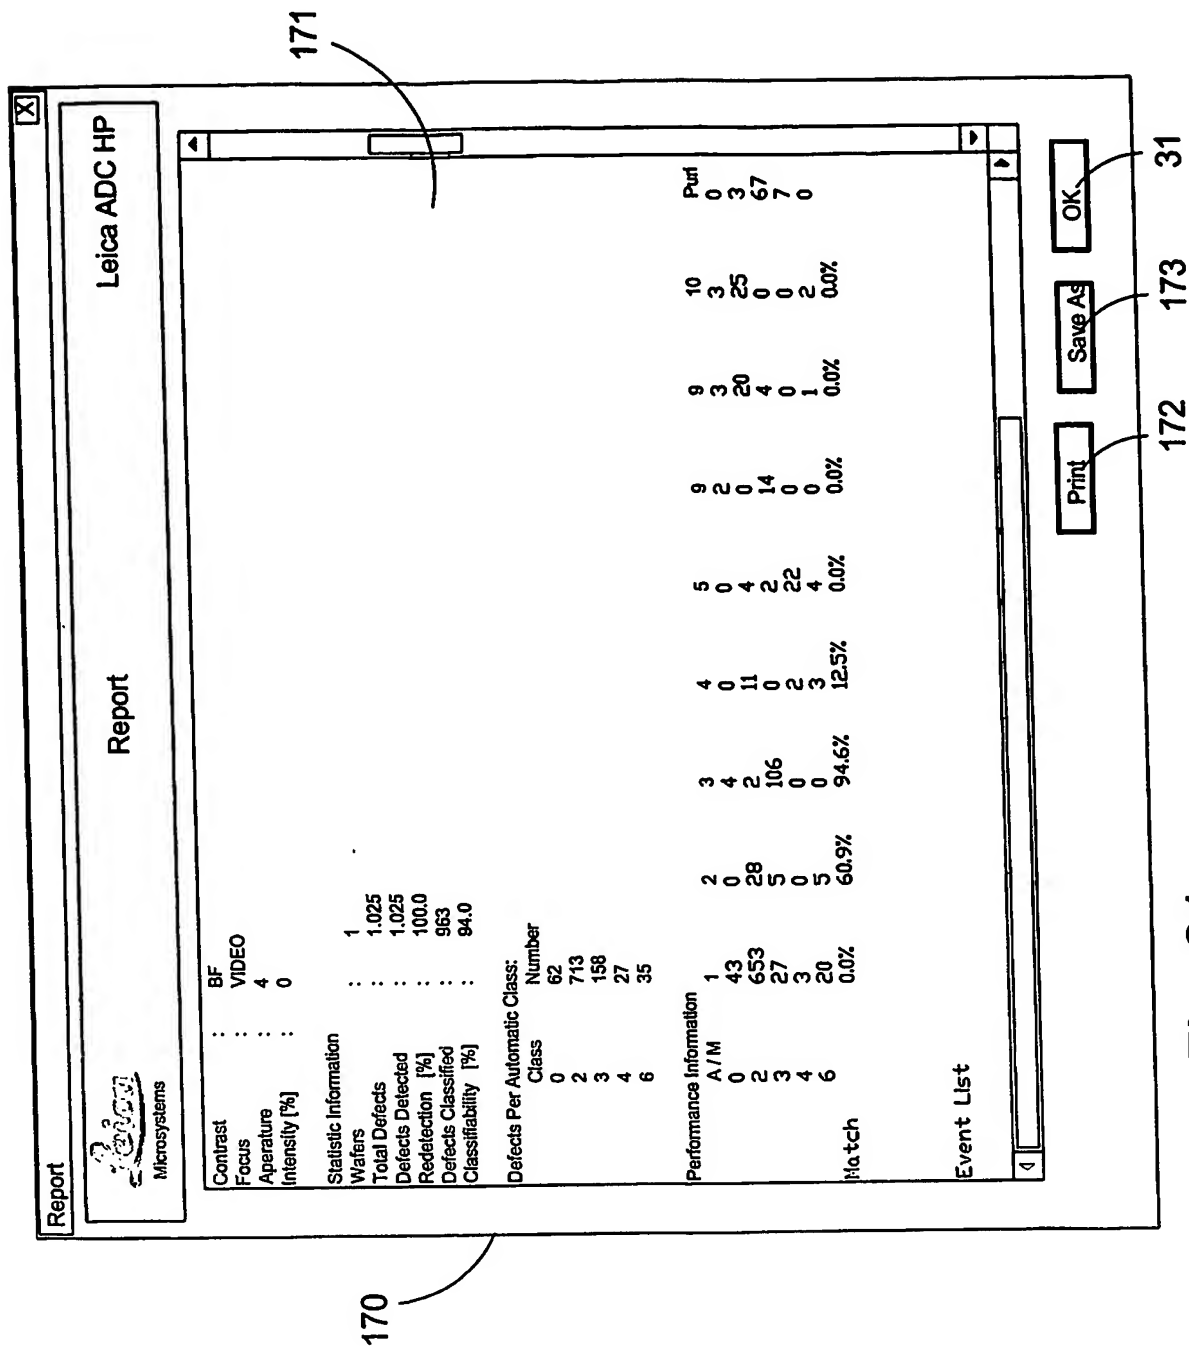 Report X
Leica
Microsystems
Report
Leica ADC HP
Contrast : BF
Focus : VIDEO
Aperature : 4
Intensity [%] : 0
Statistic Information
Wafers : 1
Total Defects : 1.025
Defects Detected : 1.025
Redetection [%] : 100.0
Defects Classified : 963
Classifiability [%] : 94.0
Defects Per Automatic Class:
Class Number
0 62
2 713
3 158
4 27
6 35
Performance Information
A / M 1 2 3 4 5 9 9 10 Puri
0 43 0 4 0 0 2 3 3 0
2 653 28 2 11 4 0 20 25 3
3 27 5 106 0 2 14 4 0 67
4 3 0 0 2 22 0 0 0 7
6 20 5 0 3 4 0 1 2 0
Match 0.0% 60.9% 94.6% 12.5% 0.0% 0.0% 0.0% 0.0%
Event List
Print Save As OK
170
171
172
173
31